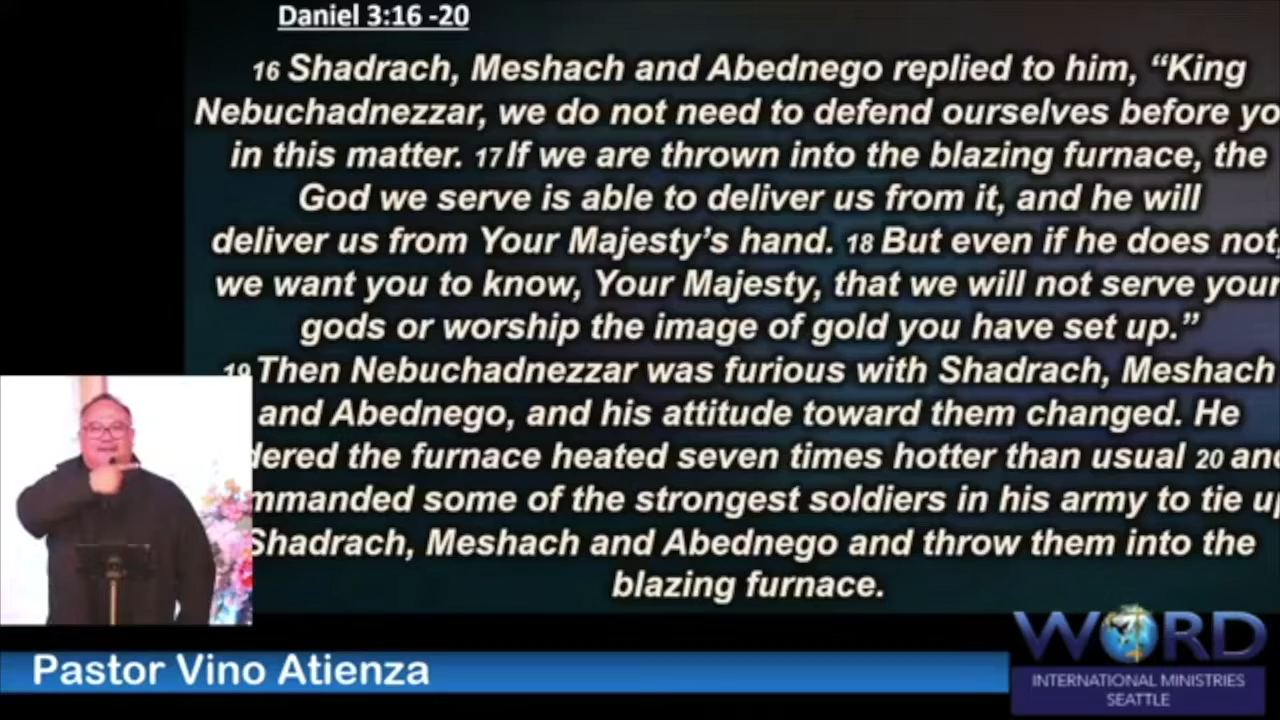 Daniel 3:16 -20
16 Shadrach, Meshach and Abednego replied to him, “King
Nebuchadnezzar, we do not need to defend ourselves before yo
in this matter. 17 If we are thrown into the blazing furnace, the
God we serve is able to deliver us from it, and he will
deliver us from Your Majesty’s hand. 18 But even if he does not,
we want you to know, Your Majesty, that we will not serve your
gods or worship the image of gold you have set up.”
19 Then Nebuchadnezzar was furious with Shadrach, Meshach
and Abednego, and his attitude toward them changed. He
dered the furnace heated seven times hotter than usual 20 and
mmanded some of the strongest soldiers in his army to tie up
Shadrach, Meshach and Abednego and throw them into the
blazing furnace.
Pastor Vino Atienza
WORD
INTERNATIONAL MINISTRIES
SEATTLE